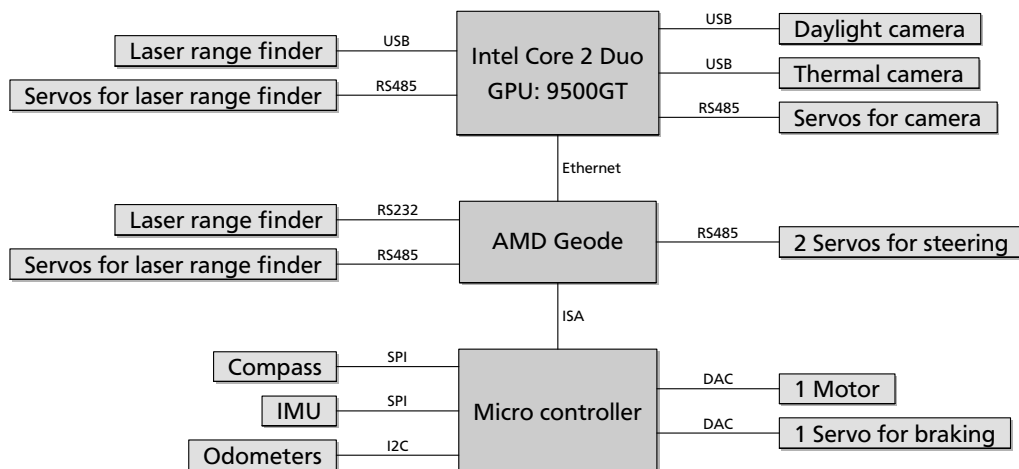 USB
Daylight camera
Laser range finder
USB
Intel Core 2 Duo
USB
Thermal camera
Servos for laser range finder
RS485
GPU: 9500GT
RS485
Servos for camera
Ethernet
Laser range finder
RS232
AMD Geode
RS485
2 Servos for steering
Servos for laser range finder
RS485
ISA
Compass
SPI
DAC
1 Motor
IMU
SPI
Micro controller
DAC
1 Servo for braking
Odometers
I2C